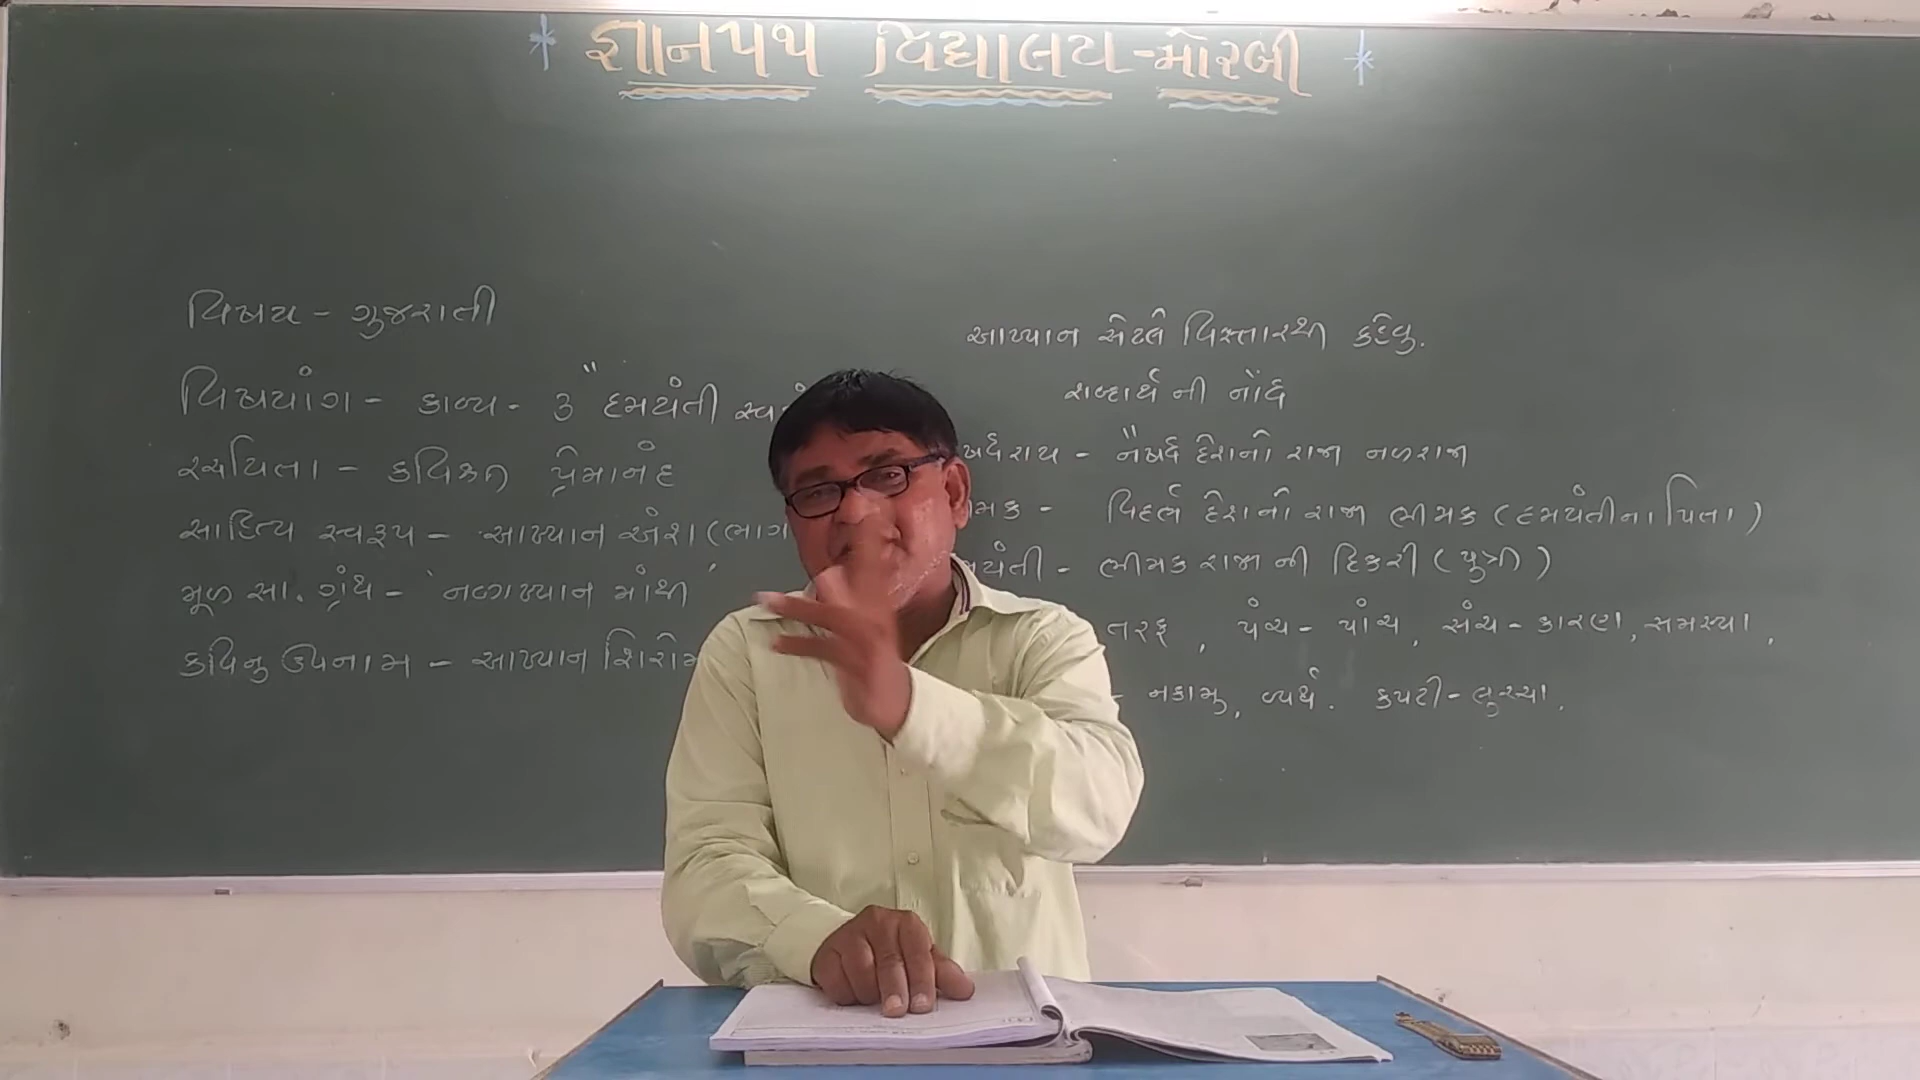 * જ્ઞાનપથ વિદ્યાલય-મોરબી *
વિષય - ગુજરાતી
વિષયાંગ - કાવ્ય - ૩ " દમયંતી
રચયિતા - કવિશ્રી પ્રેમાનંદ
સાહિત્ય સ્વરૂપ - આખ્યાન અંશ (ભાગ
મૂળ સા. ગ્રંથ - 'નળાખ્યાન માંથી'
કવિનુ ઉપનામ - આખ્યાન
આખ્યાન એટલે વિસ્તારથી કહેવુ.
શબ્દાર્થ ની નોંધ
નૈષધ દેશનો રાજા નળરાજા
વિદર્ભ દેશનો રાજા ભીમક (દમયંતીના પિતા)
ભીમક રાજા ની દિકરી (પુત્રી)
તરફ, પંચ - પાંચ, સંચ - કારણ, સમસ્યા,
- નકામુ, વ્યર્થ. કપટી - લુચ્ચા.